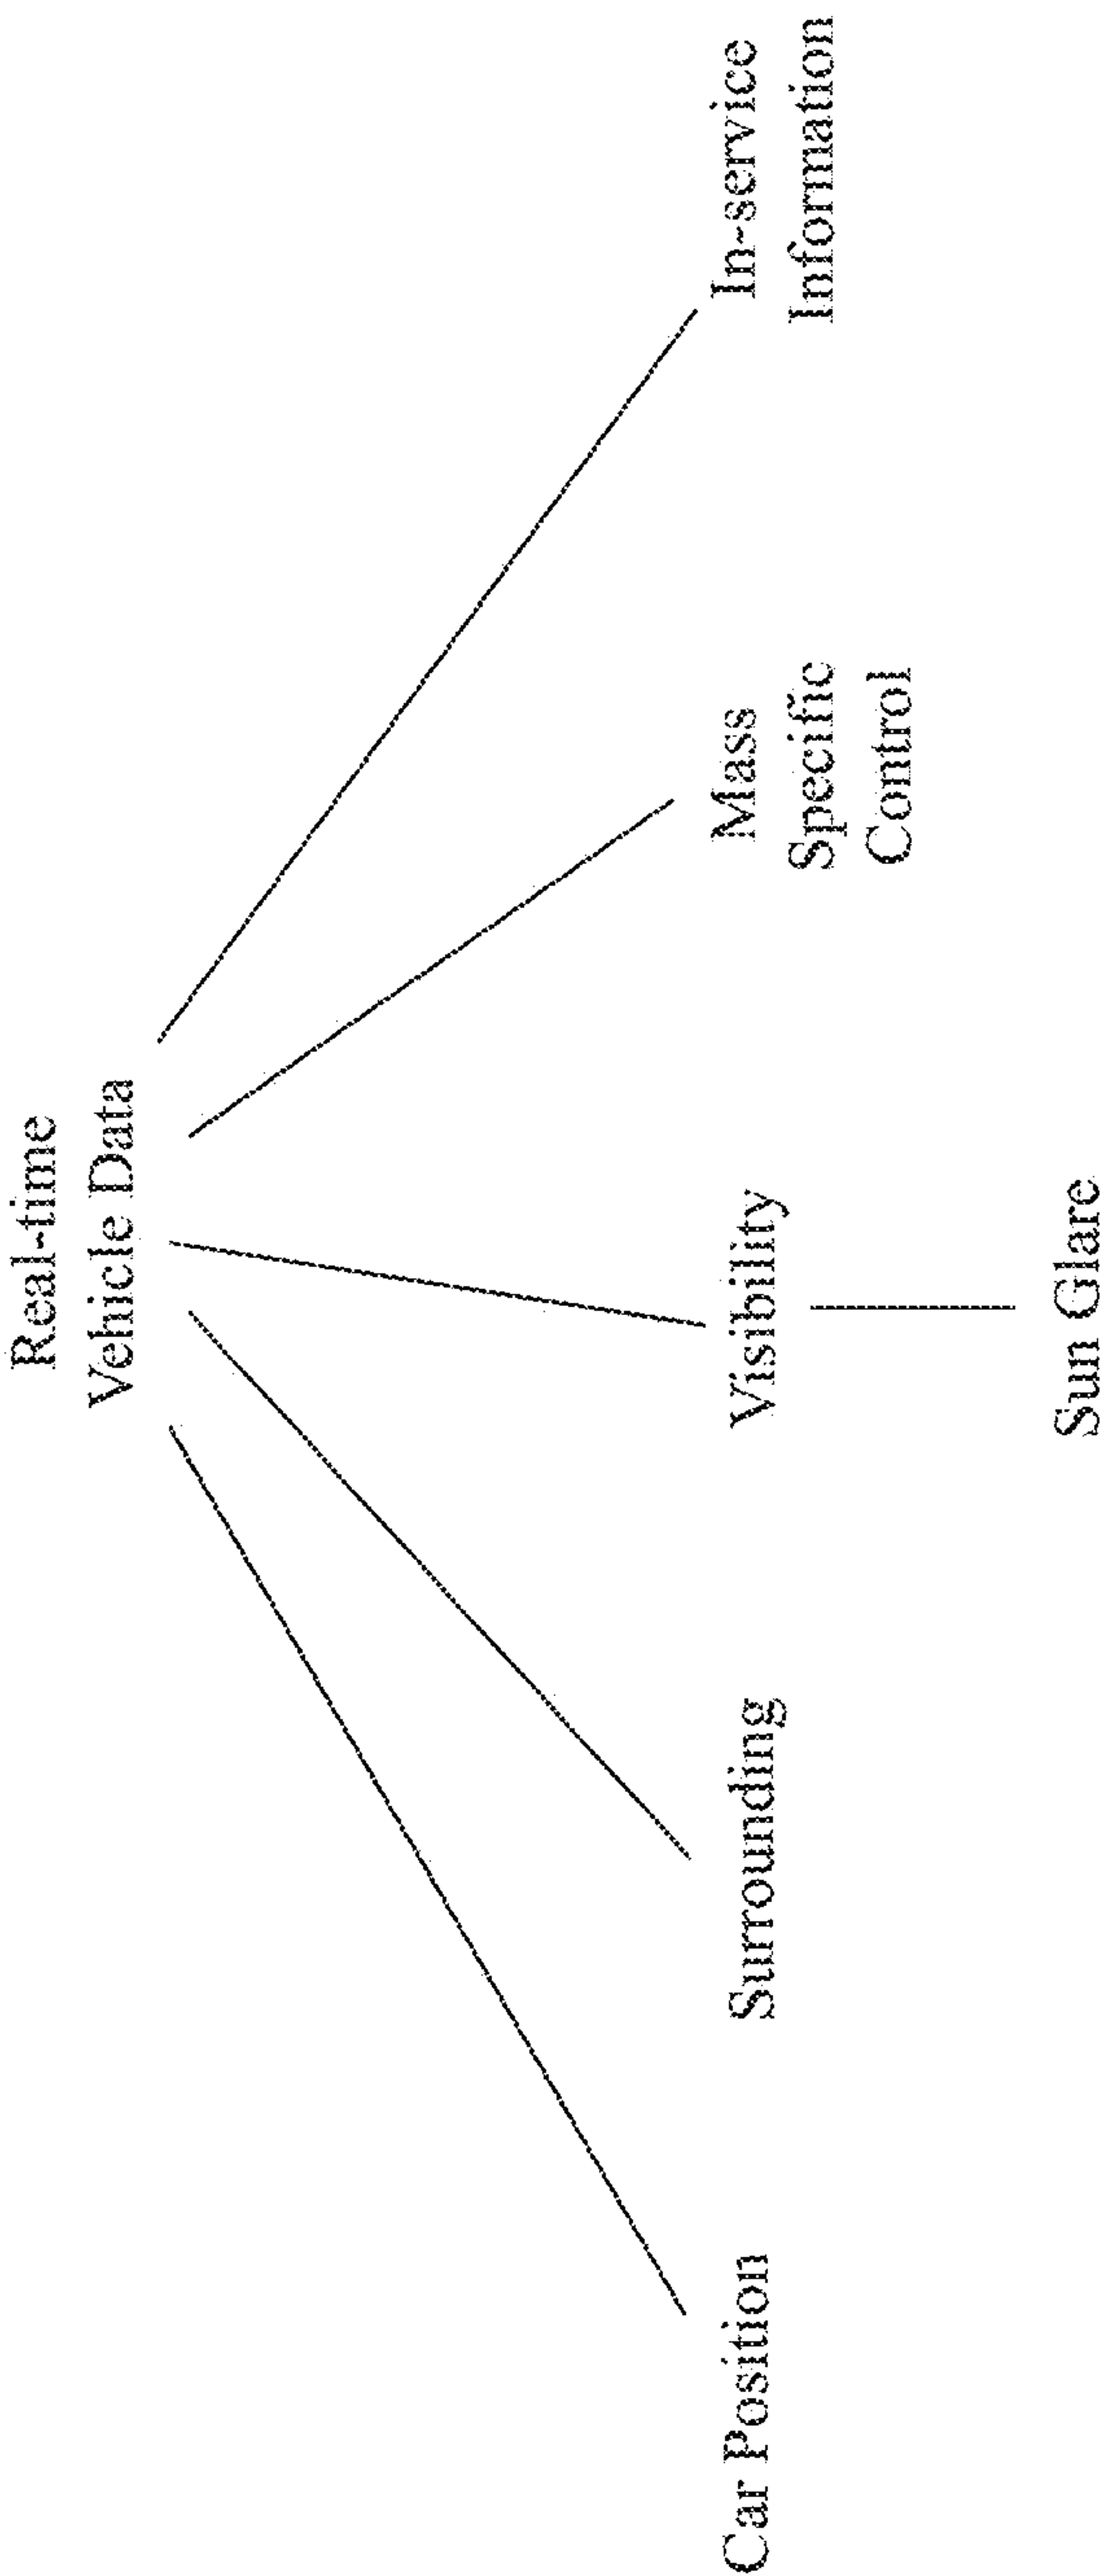 Real-time
Vehicle Data
Car Position
Surrounding
Visibility
Mass
Specific
Control
In-service
Information
Sun Glare